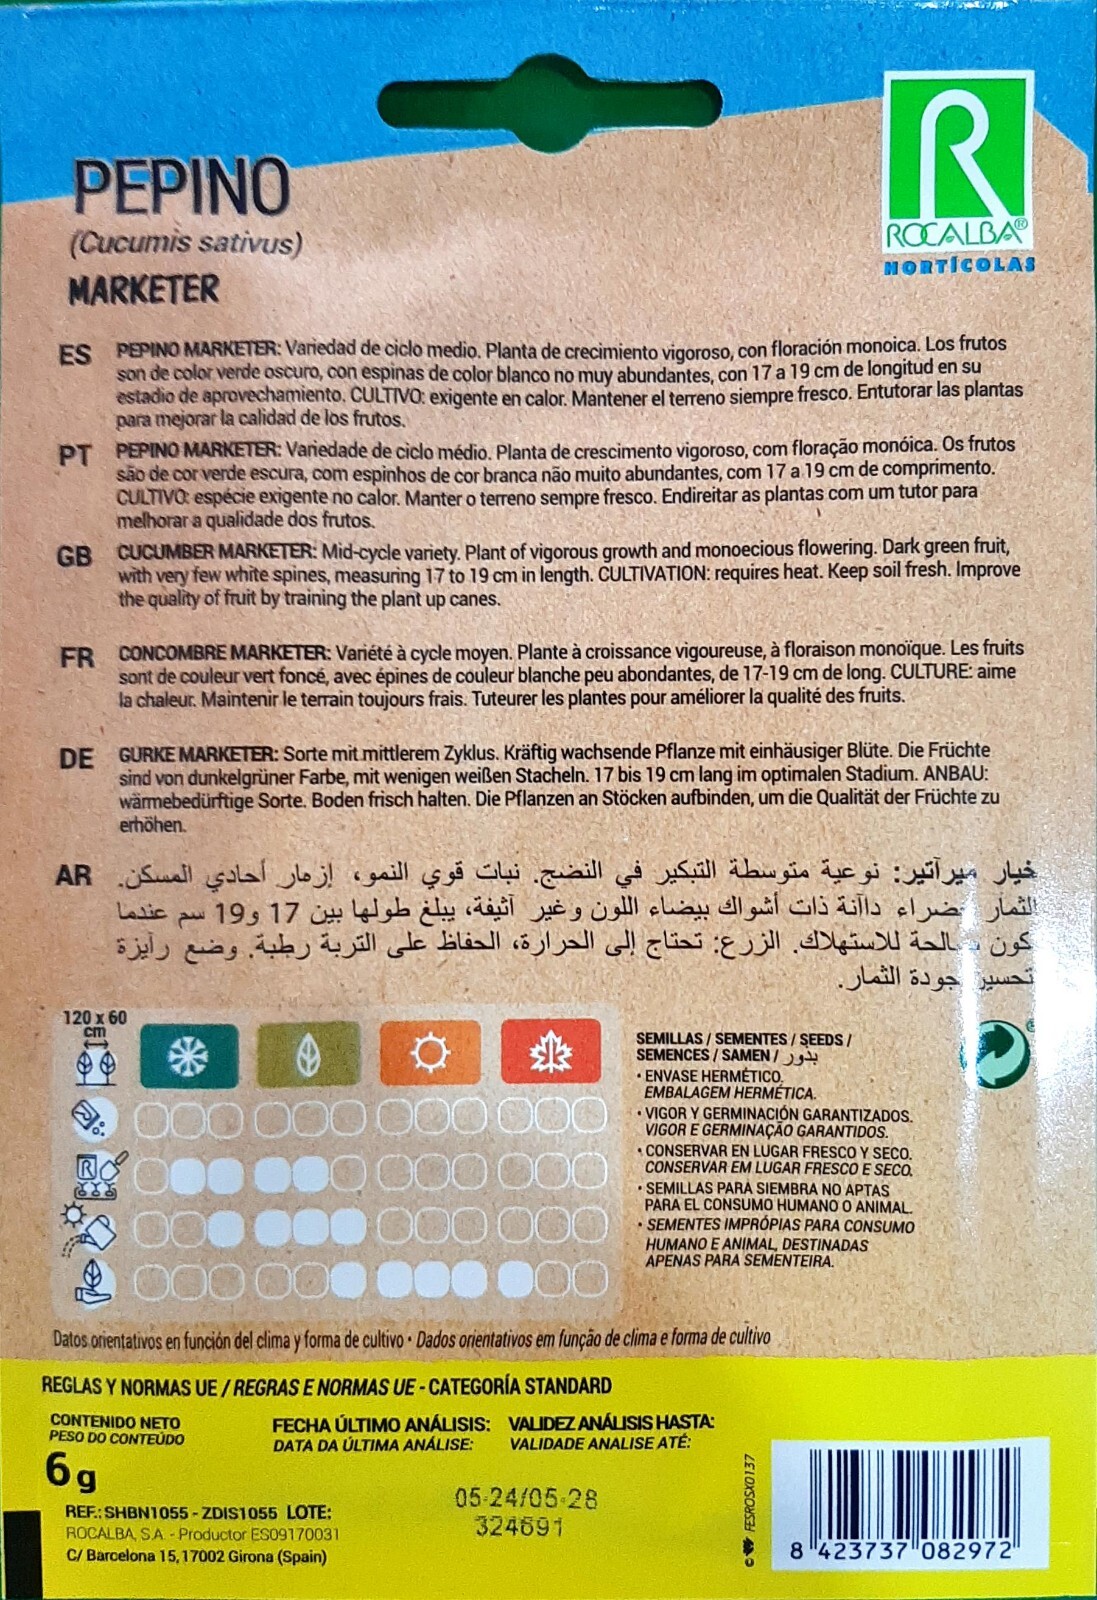 PEPINO
(Cucumis sativus)
MARKETER
R
ROCALBA®
HORTÍCOLAS
ES PEPINO MARKETER: Variedad de ciclo medio. Planta de crecimiento vigoroso, con floración monoica. Los frutos
son de color verde oscuro, con espinas de color blanco no muy abundantes, con 17 a 19 cm de longitud en su
estadio de aprovechamiento. CULTIVO: exigente en calor. Mantener el terreno siempre fresco. Entutorar las plantas
para mejorar la calidad de los frutos.
PT PEPINO MARKETER: Variedade de ciclo médio. Planta de crescimento vigoroso, com floração monóica. Os frutos
são de cor verde escura, com espinhos de cor branca não muito abundantes, com 17 a 19 cm de comprimento.
CULTIVO: espécie exigente no calor. Manter o terreno sempre fresco. Endireitar as plantas com um tutor para
melhorar a qualidade dos frutos.
GB CUCUMBER MARKETER: Mid-cycle variety. Plant of vigorous growth and monoecious flowering. Dark green fruit,
with very few white spines, measuring 17 to 19 cm in length. CULTIVATION: requires heat. Keep soil fresh. Improve
the quality of fruit by training the plant up canes.
FR CONCOMBRE MARKETER: Variété à cycle moyen. Plante à croissance vigoureuse, à floraison monoïque. Les fruits
sont de couleur vert foncé, avec épines de couleur blanche peu abondantes, de 17-19 cm de long. CULTURE: aime
la chaleur. Maintenir le terrain toujours frais. Tuteurer les plantes pour améliorer la qualité des fruits.
DE GURKE MARKETER: Sorte mit mittlerem Zyklus. Kräftig wachsende Pflanze mit einhäusiger Blüte. Die Früchte
sind von dunkelgrüner Farbe, mit wenigen weißen Stacheln. 17 bis 19 cm lang im optimalen Stadium. ANBAU:
wärmebedürftige Sorte. Boden frisch halten. Die Pflanzen an Stöcken aufbinden, um die Qualität der Früchte zu
erhöhen.
AR خيار ميرآتير: نوعية متوسطة التبكير في النضج. نبات قوي النمو، إزهار أحادي المسكن.
الثمار خضراء داآنة ذات أشواك بيضاء اللون وغير آثيفة، يبلغ طولها بين 17 و19 سم عندما
صالحة للاستهلاك. الزرع: تحتاج إلى الحرارة، الحفاظ على التربة رطبة. وضع رآيزة
جودة الثمار.
120 x 60
cm
R
SEMILLAS / SEMENTES / SEEDS /
SEMENCES / SAMEN / بذور
• ENVASE HERMÉTICO.
EMBALAGEM HERMÉTICA.
• VIGOR Y GERMINACIÓN GARANTIZADOS.
VIGOR E GERMINAÇÃO GARANTIDOS.
• CONSERVAR EN LUGAR FRESCO Y SECO.
CONSERVAR EM LUGAR FRESCO E SECO.
• SEMILLAS PARA SIEMBRA NO APTAS
PARA EL CONSUMO HUMANO O ANIMAL.
• SEMENTES IMPRÓPIAS PARA CONSUMO
HUMANO E ANIMAL, DESTINADAS
APENAS PARA SEMENTEIRA.
Datos orientativos en función del clima y forma de cultivo • Dados orientativos em função de clima e forma de cultivo
REGLAS Y NORMAS UE / REGRAS E NORMAS UE - CATEGORÍA STANDARD
CONTENIDO NETO
PESO DO CONTEÚDO
6 g
FECHA ÚLTIMO ANÁLISIS: VALIDEZ ANÁLISIS HASTA:
DATA DA ÚLTIMA ANÁLISE: VALIDADE ANALISE ATÉ:
05-24/05-28
324691
REF.: SHBN1055 - ZDIS1055 LOTE:
ROCALBA, S.A. - Productor ES09170031
C/ Barcelona 15, 17002 Girona (Spain)
© FESROSX0137
8 423737 082972